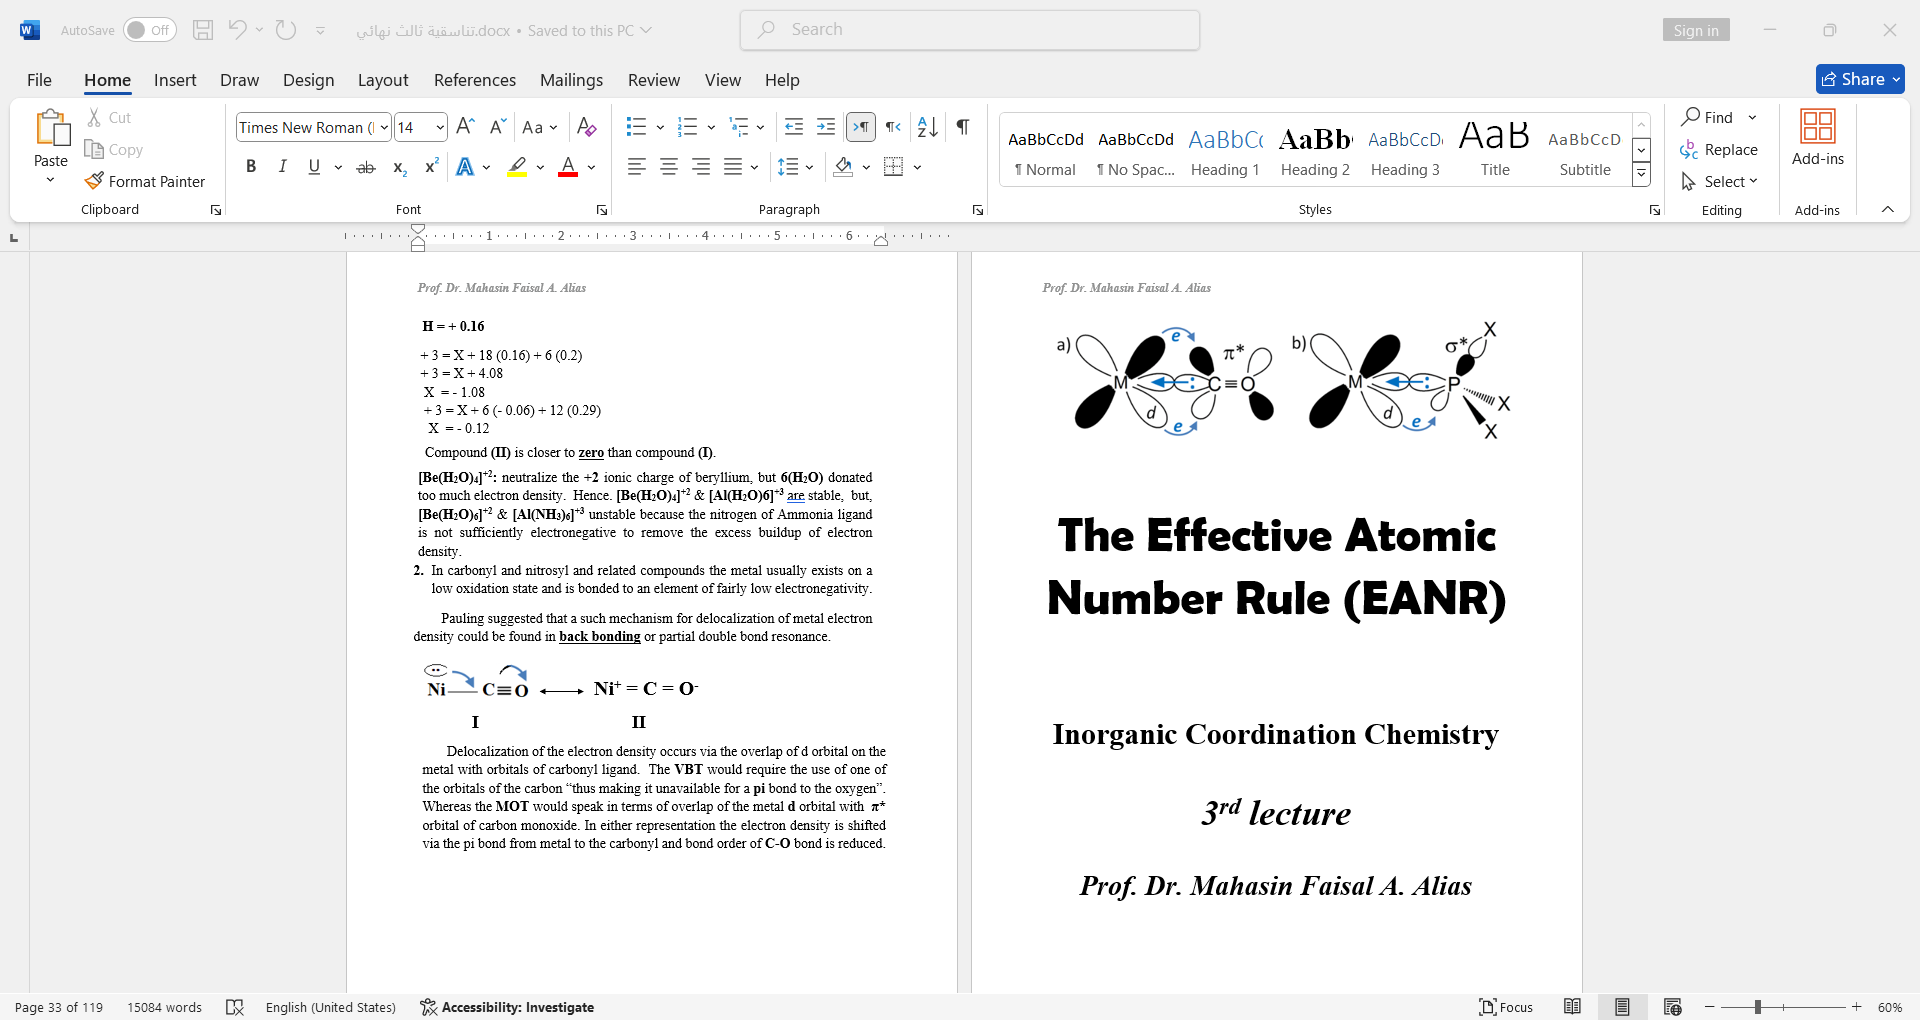 AutoSave Off تناسقية ثالث نهائي.docx • Saved to this PC Search Sign in
File Home Insert Draw Design Layout References Mailings Review View Help Share
Paste Cut Copy Format Painter Clipboard
Times New Roman ( 14 Aa
B I U ab x₂ x² A A Font
Paragraph
AaBbCcDd AaBbCcDd AaBbCc AaBb AaBbCcD AaB AaBbCcD
¶ Normal ¶ No Spac... Heading 1 Heading 2 Heading 3 Title Subtitle
Styles
Find Replace Select Editing
Add-ins Add-ins
1 2 3 4 5 6
Prof. Dr. Mahasin Faisal A. Alias
H = + 0.16
+ 3 = X + 18 (0.16) + 6 (0.2)
+ 3 = X + 4.08
X = - 1.08
+ 3 = X + 6 (- 0.06) + 12 (0.29)
X = - 0.12
Compound (II) is closer to zero than compound (I).
[Be(H₂O)₄]⁺²: neutralize the +2 ionic charge of beryllium, but 6(H₂O) donated
too much electron density. Hence. [Be(H₂O)₄]⁺² & [Al(H₂O)6]⁺³ are stable, but,
[Be(H₂O)₆]⁺² & [Al(NH₃)₆]⁺³ unstable because the nitrogen of Ammonia ligand
is not sufficiently electronegative to remove the excess buildup of electron
density.
2. In carbonyl and nitrosyl and related compounds the metal usually exists on a
low oxidation state and is bonded to an element of fairly low electronegativity.
Pauling suggested that a such mechanism for delocalization of metal electron
density could be found in back bonding or partial double bond resonance.
Ni — C≡O ⟷ Ni⁺ = C = O⁻
I II
Delocalization of the electron density occurs via the overlap of d orbital on the
metal with orbitals of carbonyl ligand. The VBT would require the use of one of
the orbitals of the carbon “thus making it unavailable for a pi bond to the oxygen”.
Whereas the MOT would speak in terms of overlap of the metal d orbital with π*
orbital of carbon monoxide. In either representation the electron density is shifted
via the pi bond from metal to the carbonyl and bond order of C-O bond is reduced.
Prof. Dr. Mahasin Faisal A. Alias
a) e π* M C≡O d e
b) σ* X M P X X d e
The Effective Atomic
Number Rule (EANR)
Inorganic Coordination Chemistry
3rd lecture
Prof. Dr. Mahasin Faisal A. Alias
Page 33 of 119 15084 words English (United States) Accessibility: Investigate Focus 60%